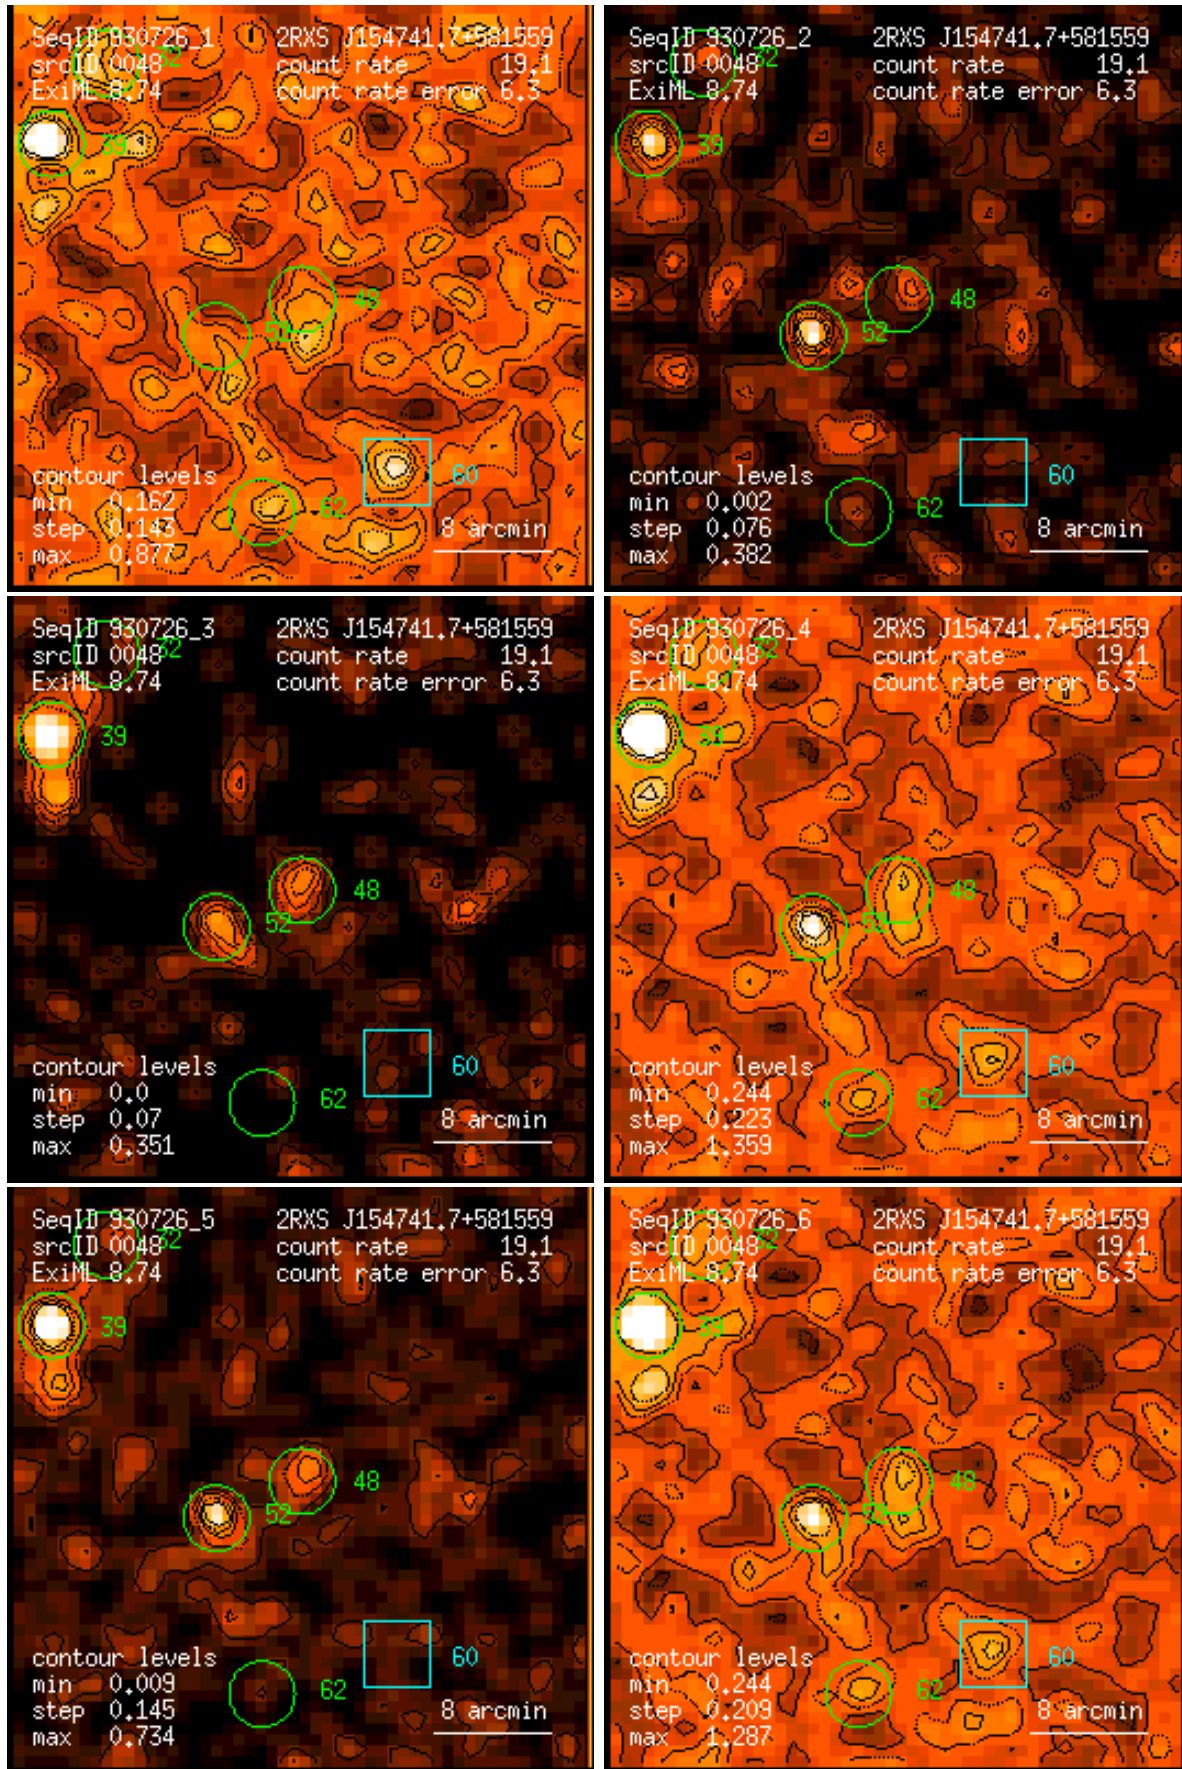 SeqID 930726_1 2RXS J154741.7+581559
srcID 0048 32 count rate 19.1
ExiML 8.74 count rate error 6.3
39
48
52
contour levels
60
min 0.162
62
step 0.143 8 arcmin
max 0.877
SeqID 930726_2 2RXS J154741.7+581559
srcID 0048 32 count rate 19.1
ExiML 8.74 count rate error 6.3
39
48
52
contour levels
60
min 0.002
62
step 0.076 8 arcmin
max 0.382
SeqID 930726_3 2RXS J154741.7+581559
srcID 0048 32 count rate 19.1
ExiML 8.74 count rate error 6.3
39
48
52
contour levels
60
min 0.0
62
step 0.07 8 arcmin
max 0.351
SeqID 930726_4 2RXS J154741.7+581559
srcID 0048 32 count rate 19.1
ExiML 8.74 count rate error 6.3
39
48
52
contour levels
60
min 0.244
62
step 0.223 8 arcmin
max 1.359
SeqID 930726_5 2RXS J154741.7+581559
srcID 0048 32 count rate 19.1
ExiML 8.74 count rate error 6.3
39
48
52
contour levels
60
min 0.009
62
step 0.145 8 arcmin
max 0.734
SeqID 930726_6 2RXS J154741.7+581559
srcID 0048 32 count rate 19.1
ExiML 8.74 count rate error 6.3
39
48
52
contour levels
60
min 0.244
62
step 0.209 8 arcmin
max 1.287